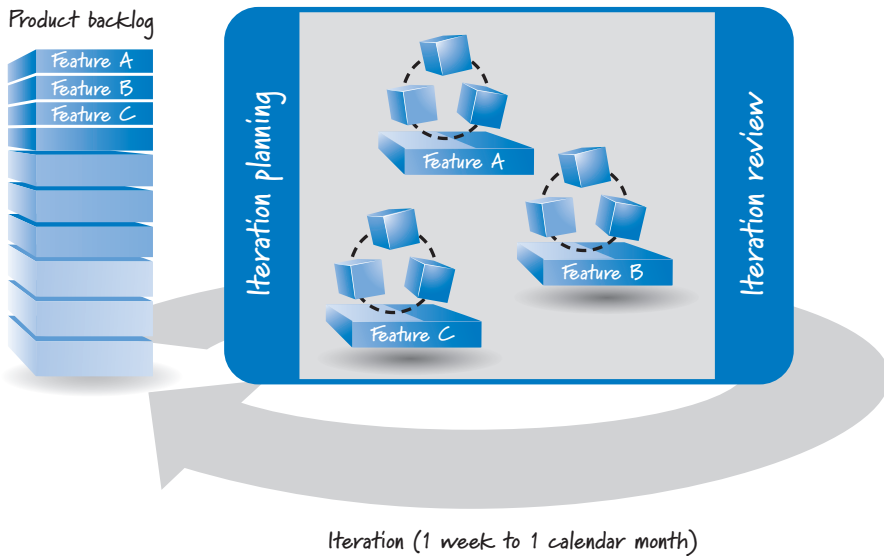 Product backlog
Feature A
Feature B
Feature C
Iteration planning
Feature A
Feature B
Feature C
Iteration review
Iteration (1 week to 1 calendar month)